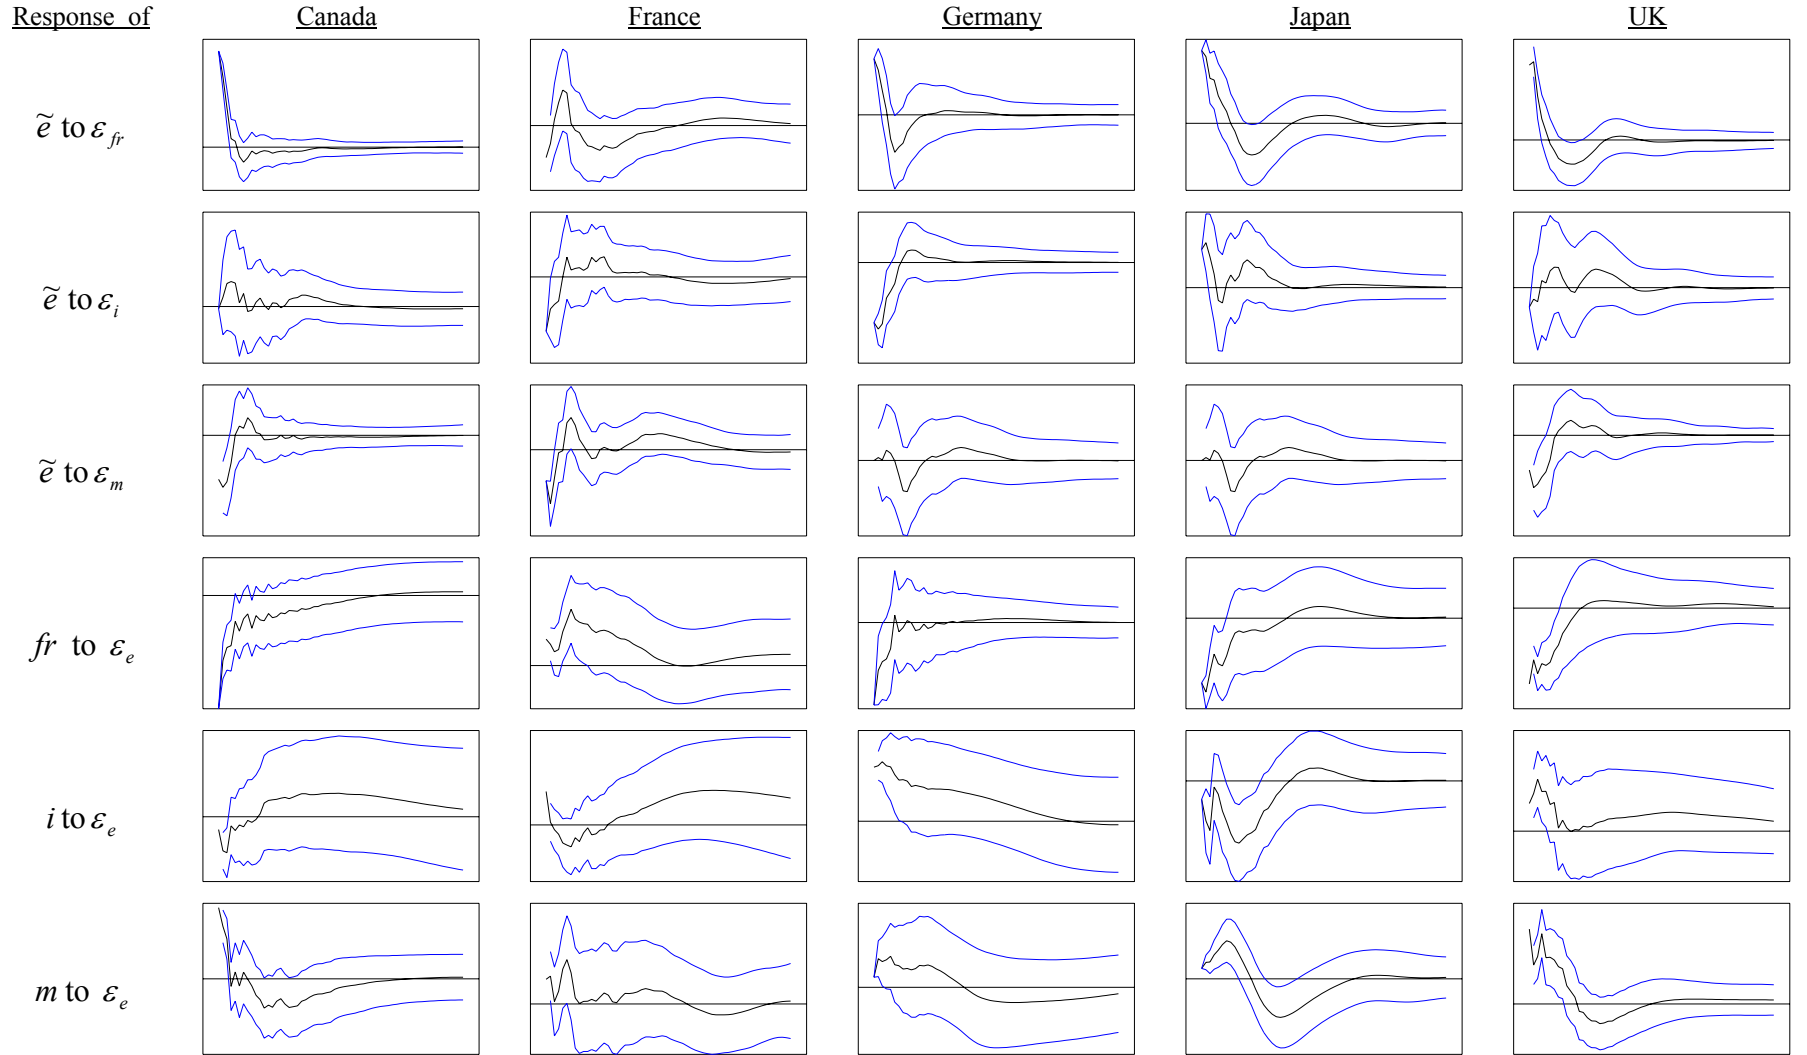 Response of Canada France Germany Japan UK
ẽ to ε_fr
ẽ to ε_i
ẽ to ε_m
fr to ε_e
i to ε_e
m to ε_e